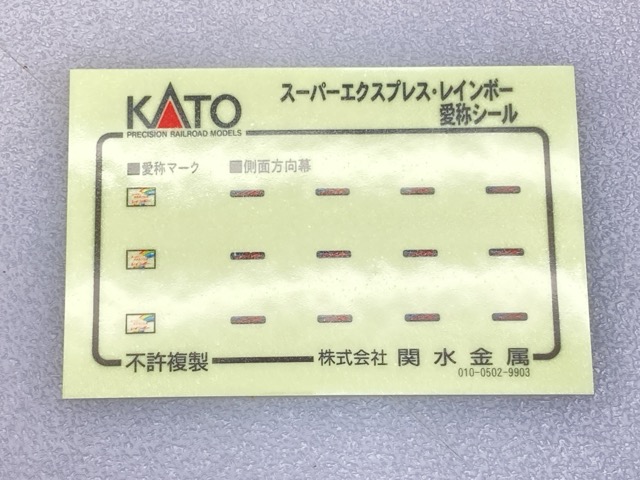 KATO
PRECISION RAILROAD MODELS
スーパーエクスプレス・レインボー
愛称シール
■愛称マーク
■側面方向幕
不許複製
株式会社 関水金属
010-0502-9903